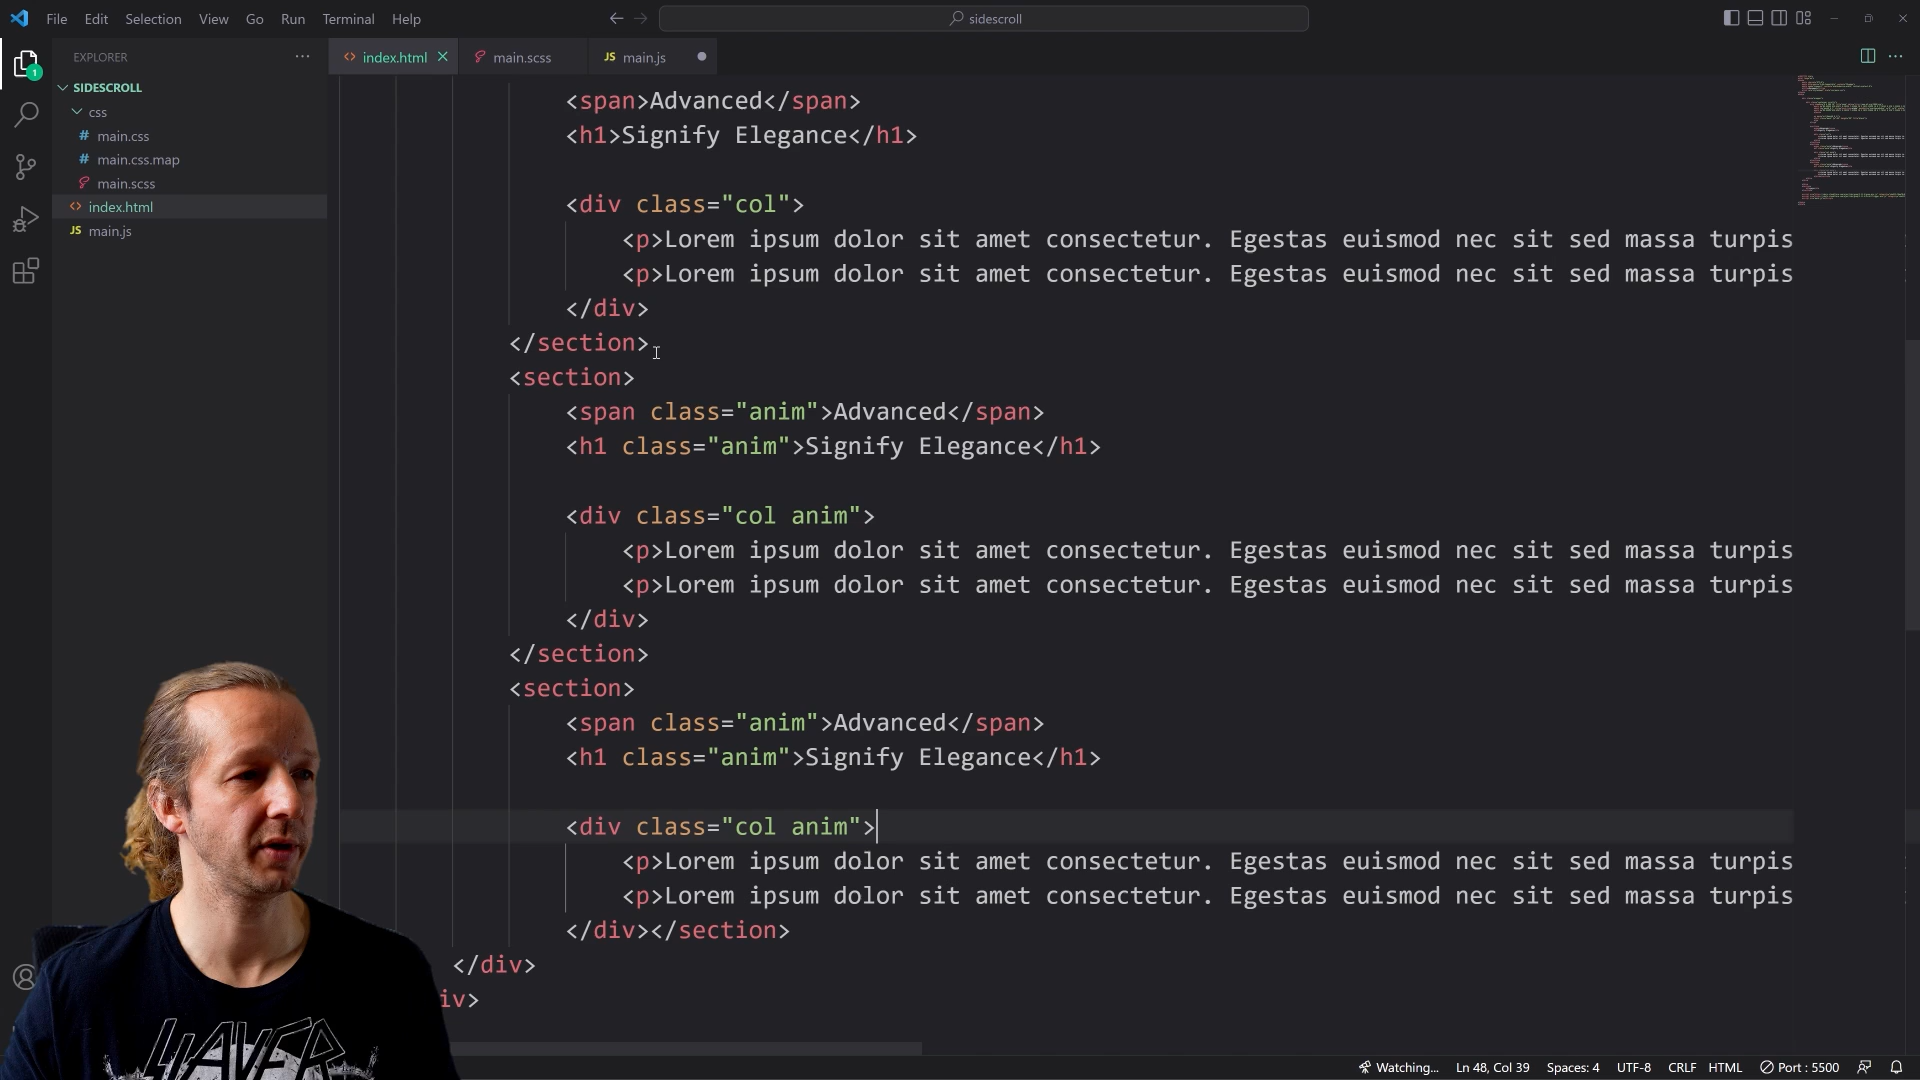 File Edit Selection View Go Run Terminal Help
sidescroll
EXPLORER
index.html
main.scss
JS main.js
SIDESCROLL
css
# main.css
# main.css.map
main.scss
<> index.html
JS main.js
1
<span>Advanced</span>
<h1>Signify Elegance</h1>
<div class="col">
<p>Lorem ipsum dolor sit amet consectetur. Egestas euismod nec sit sed massa turpis
<p>Lorem ipsum dolor sit amet consectetur. Egestas euismod nec sit sed massa turpis
</div>
</section>
<section>
<span class="anim">Advanced</span>
<h1 class="anim">Signify Elegance</h1>
<div class="col anim">
<p>Lorem ipsum dolor sit amet consectetur. Egestas euismod nec sit sed massa turpis
<p>Lorem ipsum dolor sit amet consectetur. Egestas euismod nec sit sed massa turpis
</div>
</section>
<section>
<span class="anim">Advanced</span>
<h1 class="anim">Signify Elegance</h1>
<div class="col anim">
<p>Lorem ipsum dolor sit amet consectetur. Egestas euismod nec sit sed massa turpis
<p>Lorem ipsum dolor sit amet consectetur. Egestas euismod nec sit sed massa turpis
</div></section>
</div>
iv>
SLAYER
Watching... Ln 48, Col 39 Spaces: 4 UTF-8 CRLF HTML Port : 5500